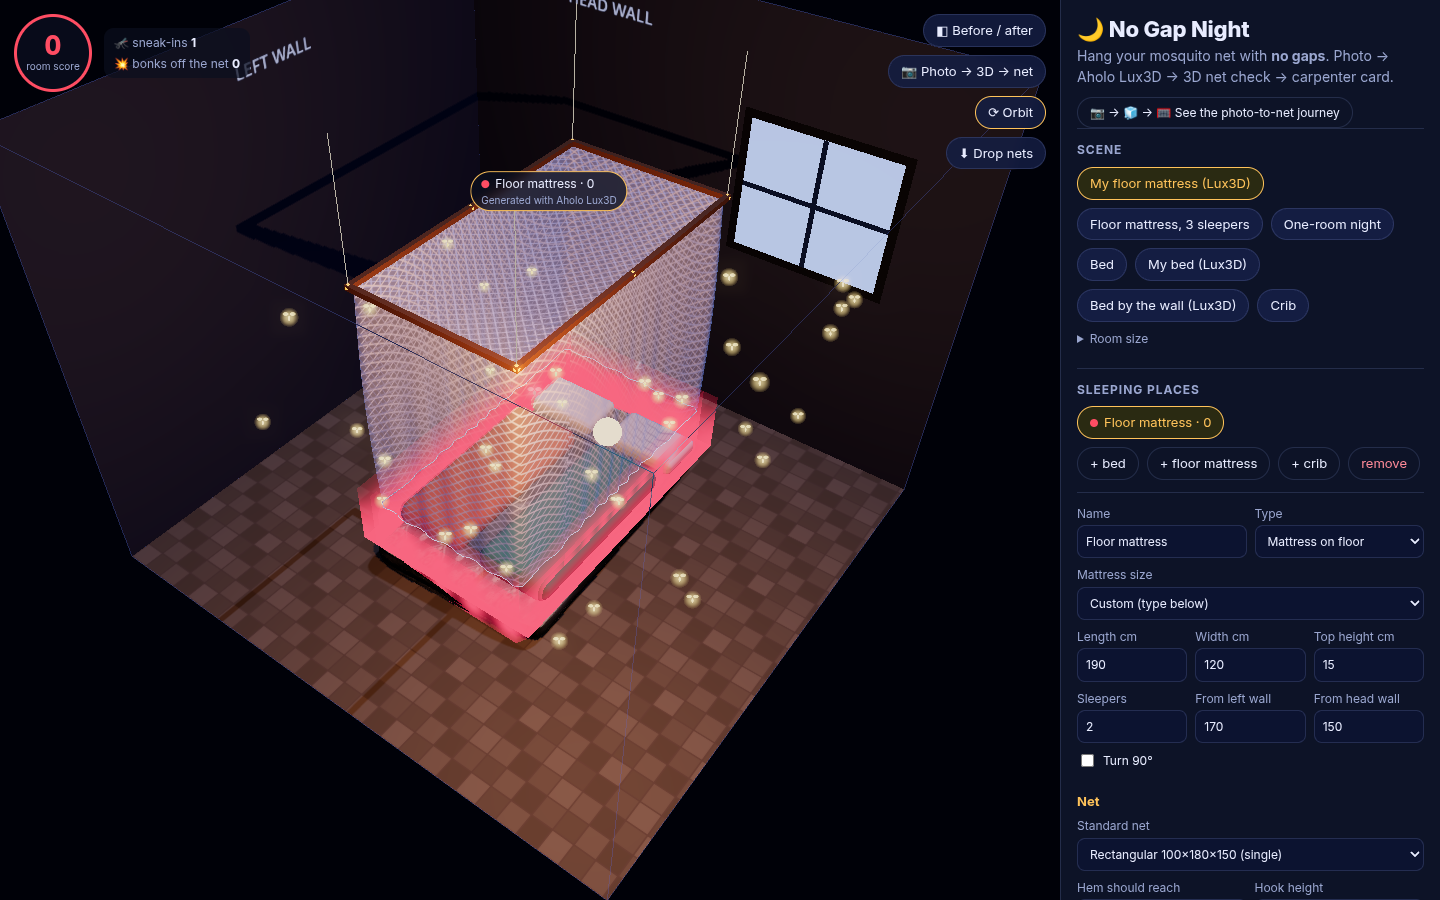 0
room score
🦟 sneak-ins 1
💥 bonks off the net 0
LEFT WALL
HEAD WALL
◧ Before / after
📷 Photo → 3D → net
⟳ Orbit
⬇ Drop nets
Floor mattress · 0
Generated with Aholo Lux3D
🌙 No Gap Night
Hang your mosquito net with no gaps. Photo →
Aholo Lux3D → 3D net check → carpenter card.
📷 → 🧊 → 🥅 See the photo-to-net journey
SCENE
My floor mattress (Lux3D)
Floor mattress, 3 sleepers
One-room night
Bed
My bed (Lux3D)
Bed by the wall (Lux3D)
Crib
▶ Room size
SLEEPING PLACES
Floor mattress · 0
+ bed
+ floor mattress
+ crib
remove
Name
Type
Floor mattress
Mattress on floor
Mattress size
Custom (type below)
Length cm
Width cm
Top height cm
190
120
15
Sleepers
From left wall
From head wall
2
170
150
Turn 90°
Net
Standard net
Rectangular 100×180×150 (single)
Hem should reach
Hook height